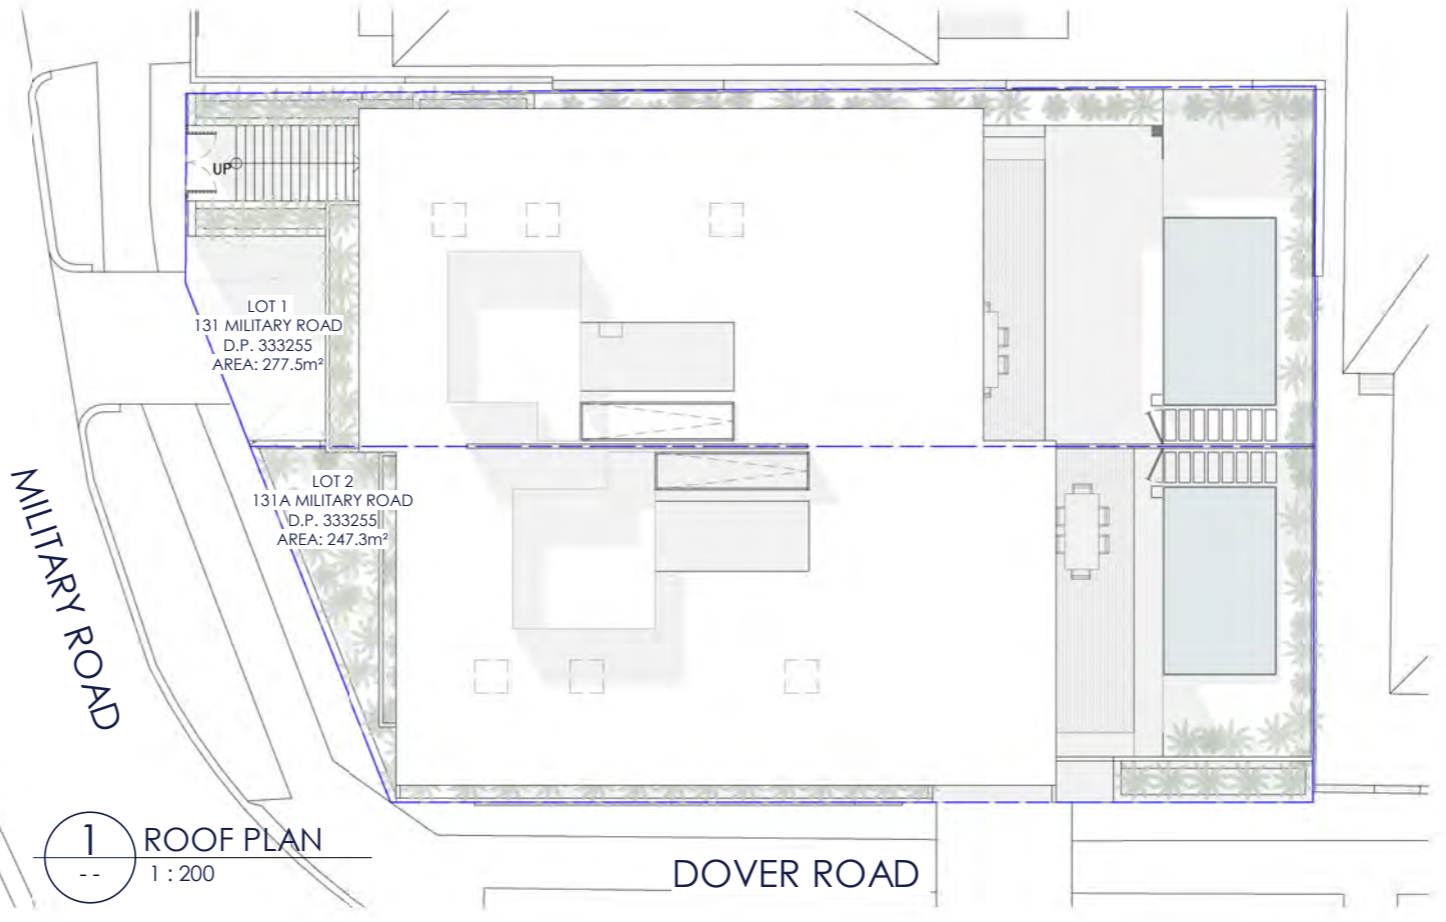 UP
LOT 1
131 MILITARY ROAD
D.P. 333255
AREA: 277.5m²
LOT 2
131A MILITARY ROAD
D.P. 333255
AREA: 247.3m²
MILITARY ROAD
1 ROOF PLAN
-- 1 : 200
DOVER ROAD